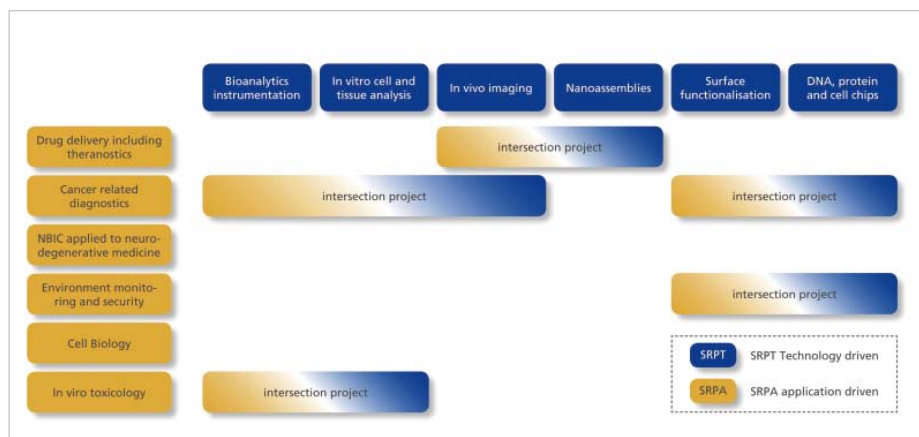 Bioanalytics
instrumentation
In vitro cell and
tissue analysis
In vivo imaging
Nanoassemblies
Surface
functionalisation
DNA, protein
and cell chips
Drug delivery including
theranostics
intersection project
Cancer related
diagnostics
intersection project
intersection project
NBIC applied to neuro-
degenerative medicine
Environment monito-
ring and security
intersection project
Cell Biology
SRPT SRPT Technology driven
In viro toxicology
intersection project
SRPA SRPA application driven